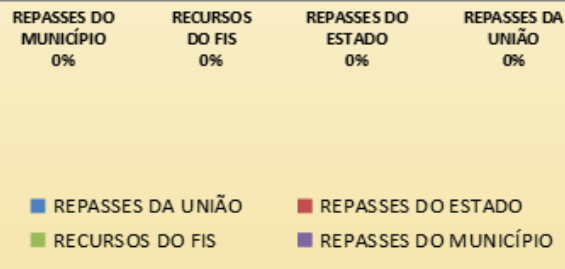 REPASSES DO MUNICÍPIO 0%
RECURSOS DO FIS 0%
REPASSES DO ESTADO 0%
REPASSES DA UNIÃO 0%
REPASSES DA UNIÃO
REPASSES DO ESTADO
RECURSOS DO FIS
REPASSES DO MUNICÍPIO